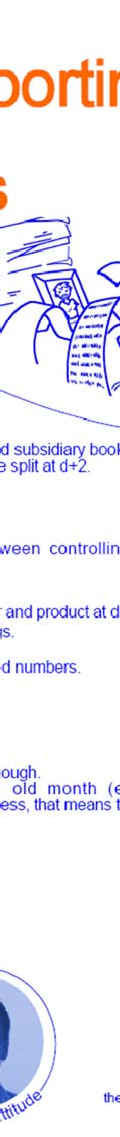 portin
s
d subsidiary book
e split at d+2.
ween controlling
r and product at d
gs.
d numbers.
ough.
old month (e
ess, that means t
ttitude
the